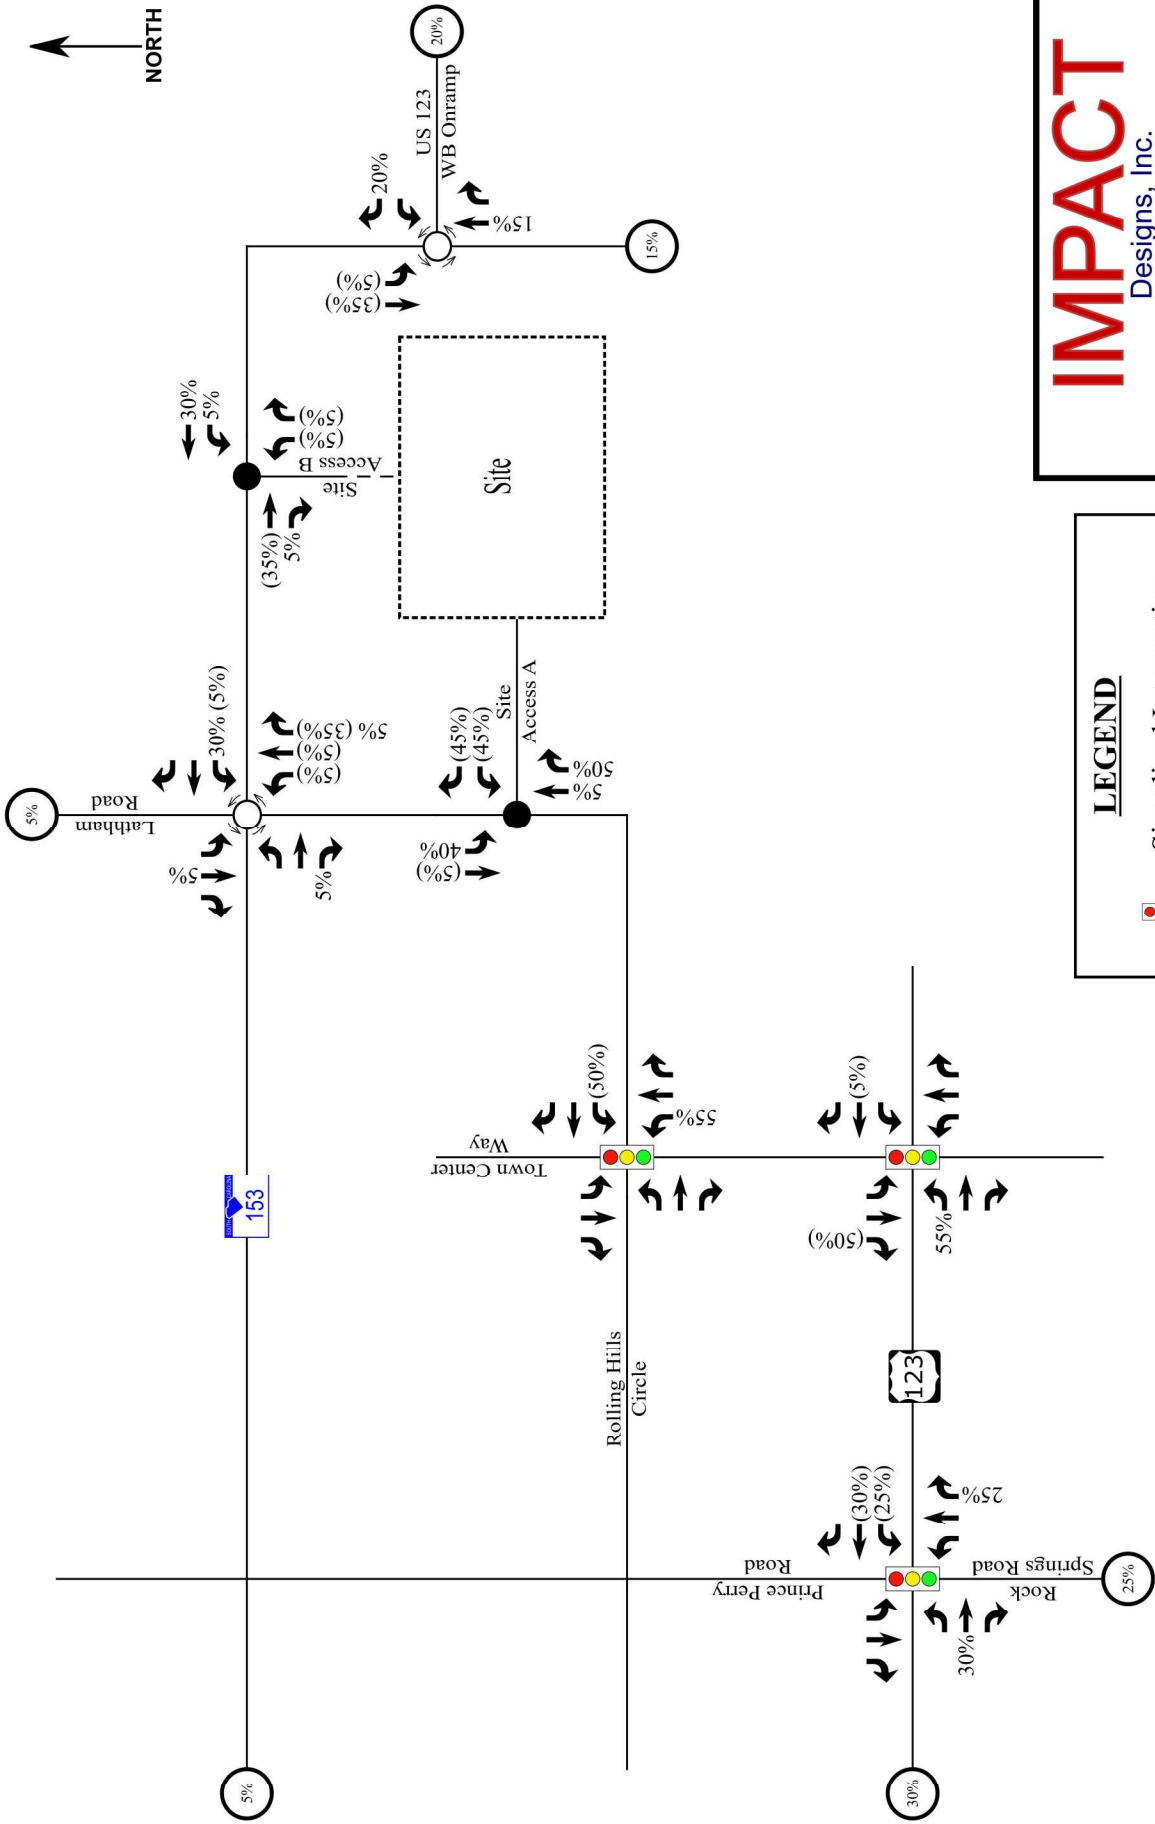 NORTH
20%
US 123
WB Onramp
20%
15%
15%
(5%)
(35%)
30%
5%
(5%)
(5%)
Site
Access B
(35%)
5%
Site
5%
Lathham
Road
30% (5%)
5% (35%)
(5%)
(5%)
5%
5%
(45%)
(45%)
Site
Access A
50%
5%
40%
(5%)
153
Town Center
Way
(50%)
55%
Rolling Hills
Circle
(5%)
(50%)
55%
123
Prince Perry
Road
(30%)
(25%)
25%
Rock
Springs Road
30%
25%
5%
30%
IMPACT
Designs, Inc.
LEGEND